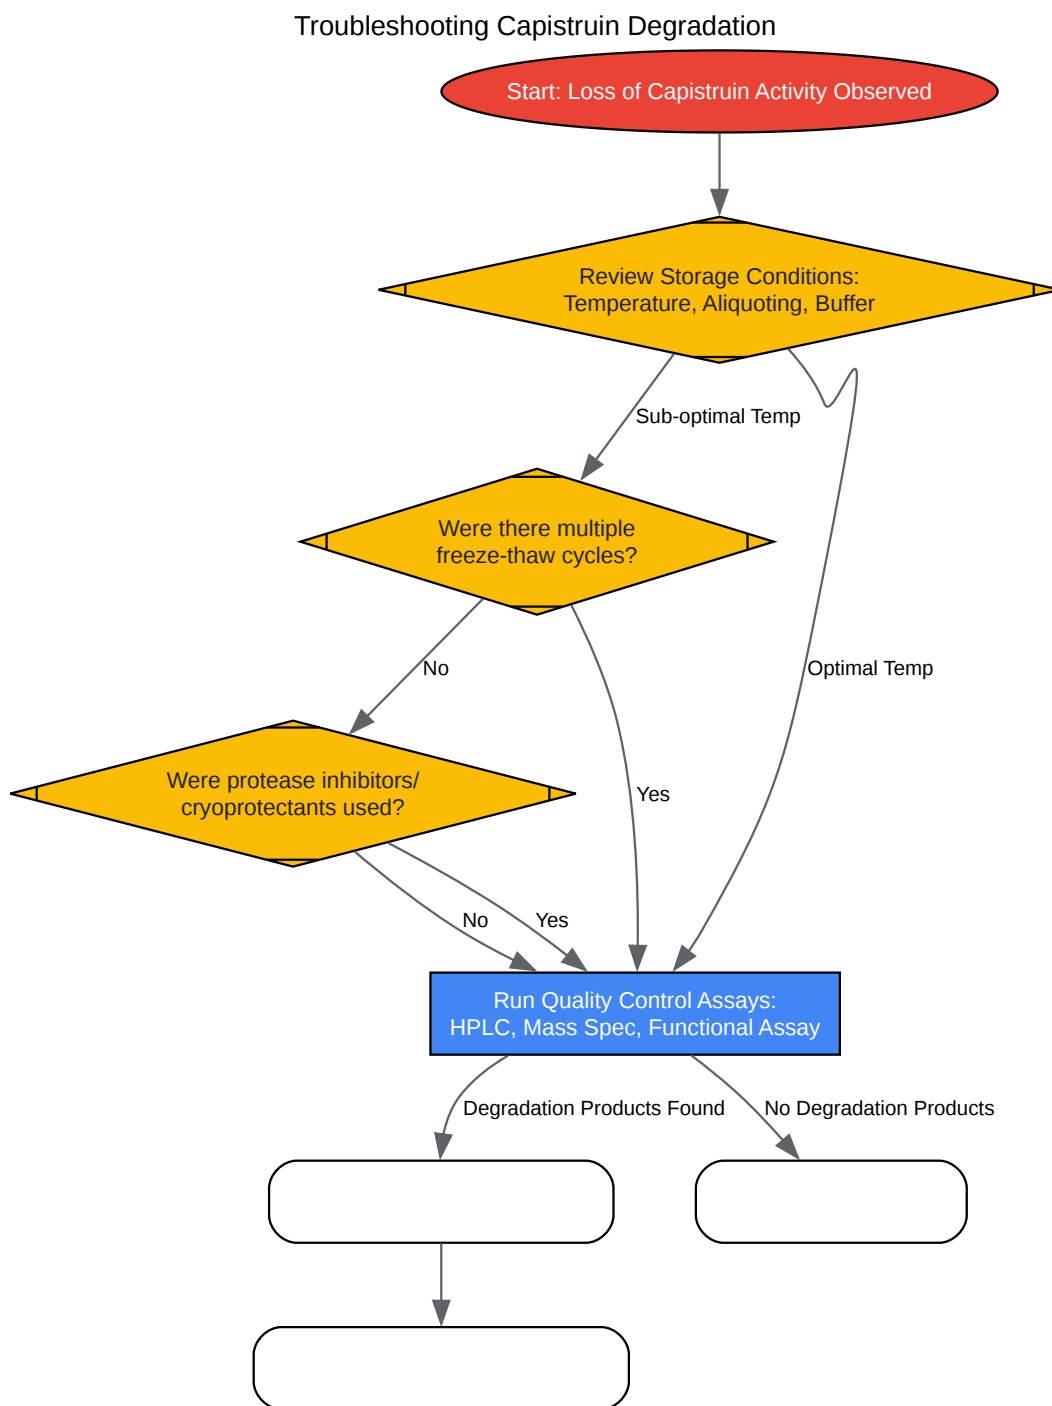 Troubleshooting Capistruin Degradation
Start: Loss of Capistruin Activity Observed
Review Storage Conditions:
Temperature, Aliquoting, Buffer
Sub-optimal Temp
Were there multiple
freeze-thaw cycles?
Optimal Temp
No
Were protease inhibitors/
cryoprotectants used?
Yes
No
Yes
Run Quality Control Assays:
HPLC, Mass Spec, Functional Assay
Degradation Products Found
No Degradation Products